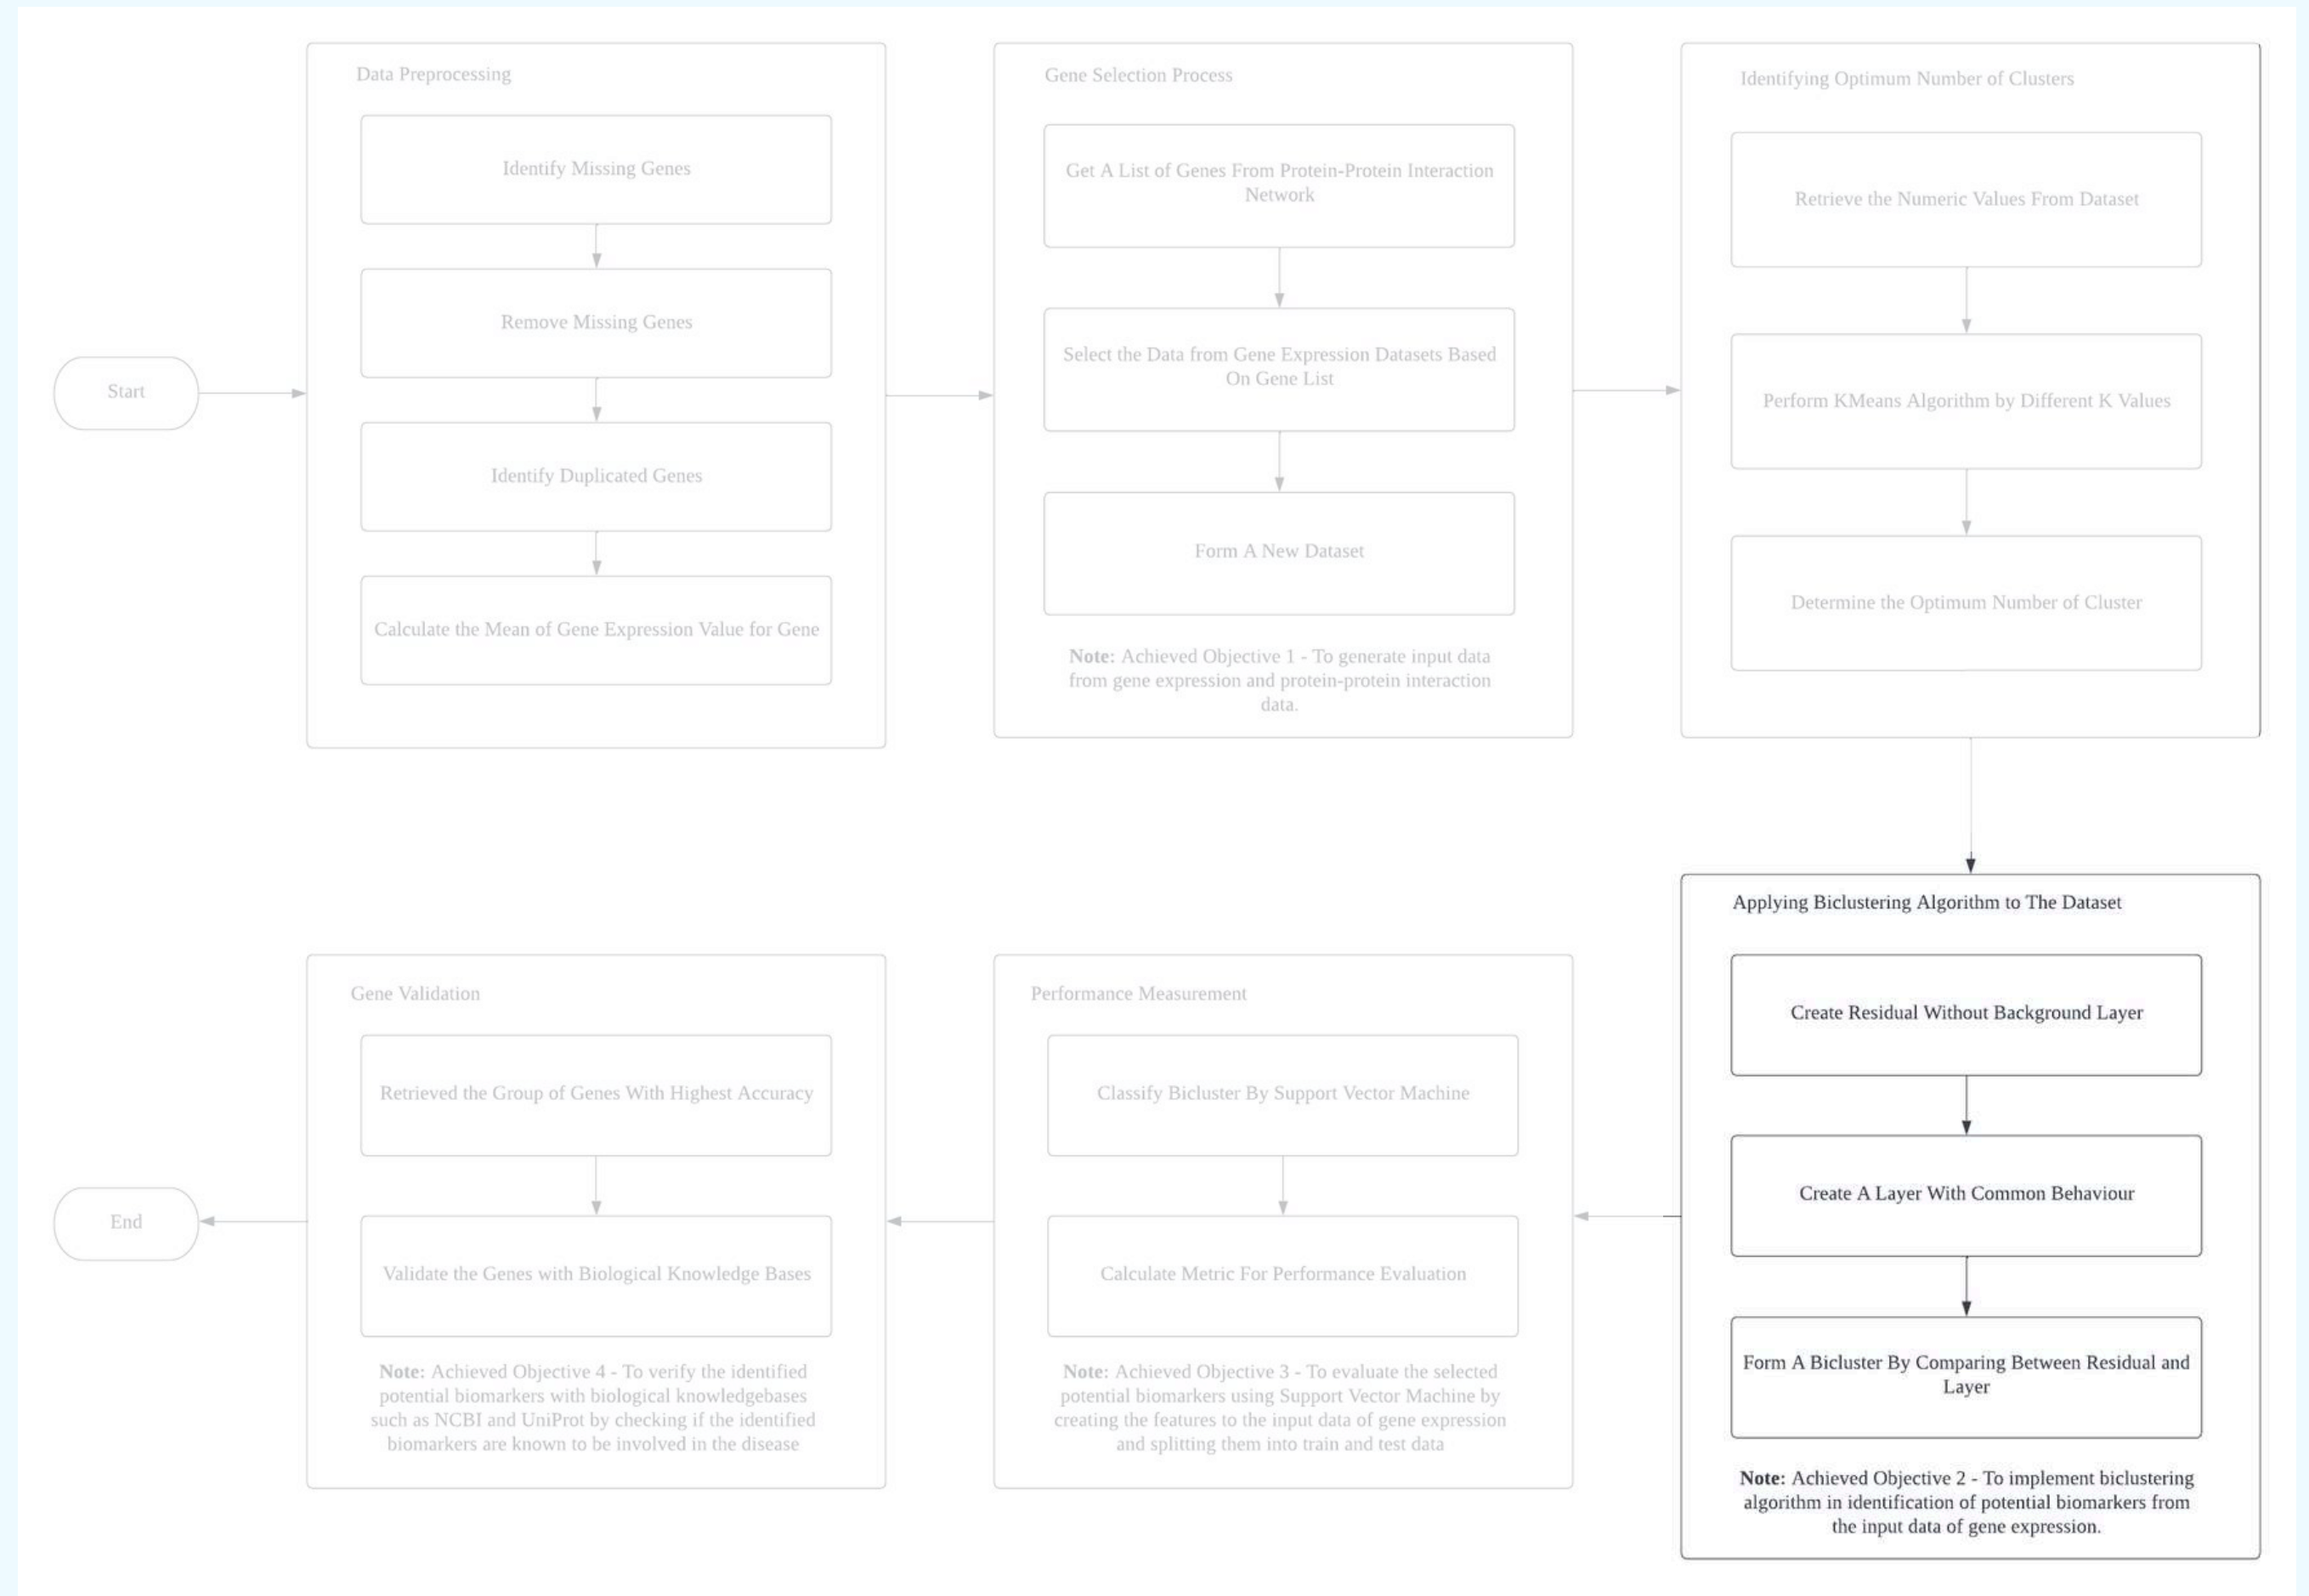 Start
Data Preprocessing
Identify Missing Genes
Remove Missing Genes
Identify Duplicated Genes
Calculate the Mean of Gene Expression Value for Gene
Gene Selection Process
Get A List of Genes From Protein-Protein Interaction
Network
Select the Data from Gene Expression Datasets Based
On Gene List
Form A New Dataset
Note: Achieved Objective 1 - To generate input data
from gene expression and protein-protein interaction
data.
Identifying Optimum Number of Clusters
Retrieve the Numeric Values From Dataset
Perform KMeans Algorithm by Different K Values
Determine the Optimum Number of Cluster
Applying Biclustering Algorithm to The Dataset
Create Residual Without Background Layer
Create A Layer With Common Behaviour
Form A Bicluster By Comparing Between Residual and
Layer
Note: Achieved Objective 2 - To implement biclustering
algorithm in identification of potential biomarkers from
the input data of gene expression.
Performance Measurement
Classify Bicluster By Support Vector Machine
Calculate Metric For Performance Evaluation
Note: Achieved Objective 3 - To evaluate the selected
potential biomarkers using Support Vector Machine by
creating the features to the input data of gene expression
and splitting them into train and test data
Gene Validation
Retrieved the Group of Genes With Highest Accuracy
Validate the Genes with Biological Knowledge Bases
Note: Achieved Objective 4 - To verify the identified
potential biomarkers with biological knowledgebases
such as NCBI and UniProt by checking if the identified
biomarkers are known to be involved in the disease
End